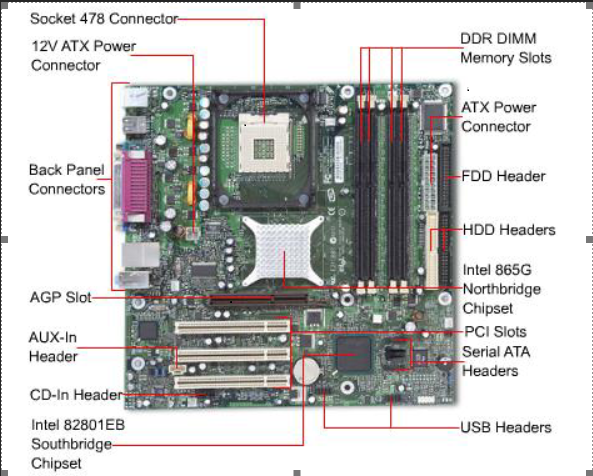 Socket 478 Connector
12V ATX Power
Connector
DDR DIMM
Memory Slots
ATX Power
Connector
Back Panel
Connectors
FDD Header
HDD Headers
Intel 865G
Northbridge
Chipset
AGP Slot
PCI Slots
AUX-In
Header
Serial ATA
Headers
CD-In Header
Intel 82801EB
Southbridge
Chipset
USB Headers